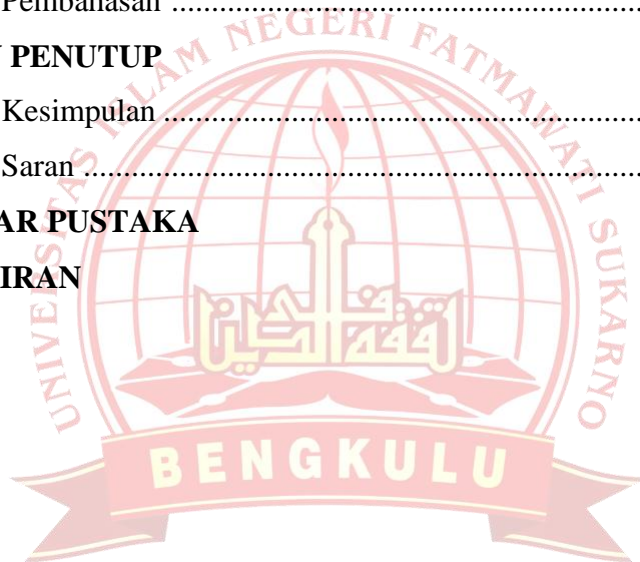 Pembahasan ........................................................
V PENUTUP
Kesimpulan ........................................................
Saran ..................................................................
AR PUSTAKA
IRAN
UNIVERSITAS ISLAM NEGERI FATMAWATI SUKARNO
BENGKULU